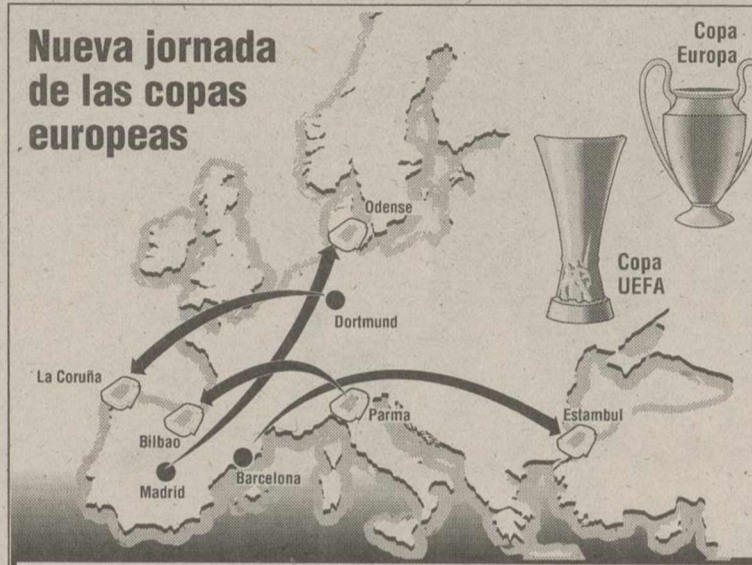 Nueva jornada
de las copas
europeas
Copa
Europa
Copa
UEFA
Odense
Dortmund
La Coruña
Bilbao
Parma
Estambul
Madrid
Barcelona